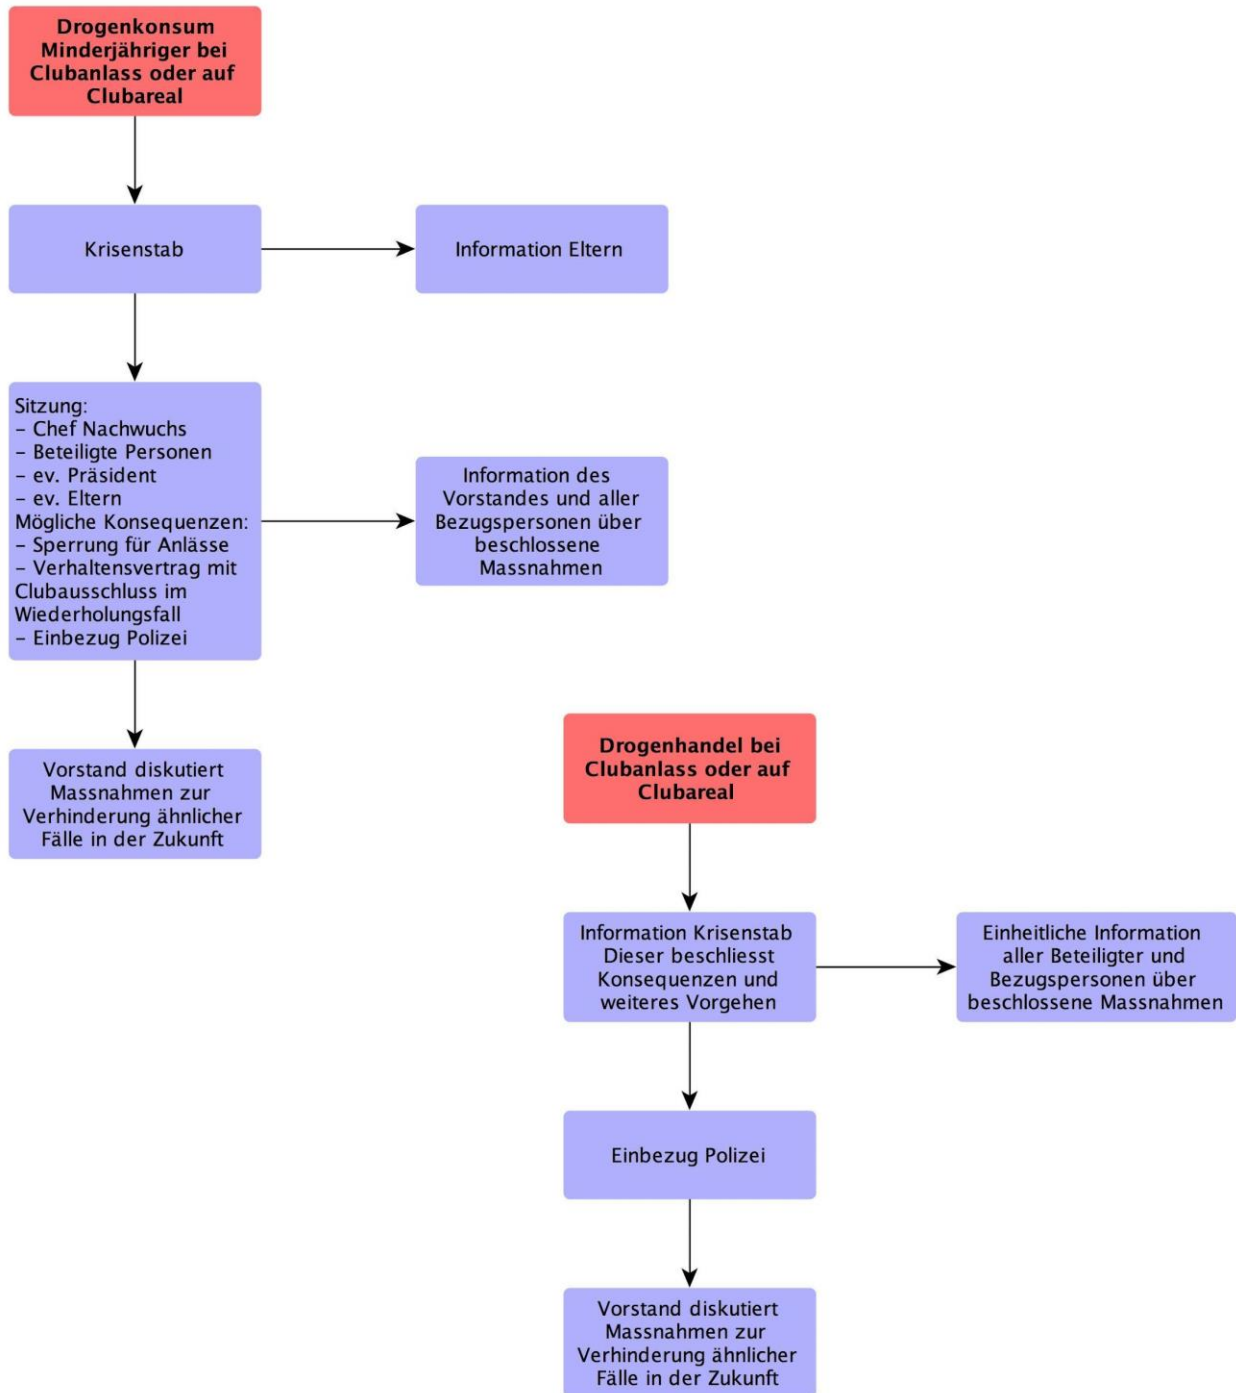 Drogenkonsum
Minderjähriger bei
Clubanlass oder auf
Clubareal
Krisenstab
Information Eltern
Sitzung:
– Chef Nachwuchs
– Beteiligte Personen
– ev. Präsident
– ev. Eltern
Mögliche Konsequenzen:
– Sperrung für Anlässe
– Verhaltensvertrag mit
Clubausschluss im
Wiederholungsfall
– Einbezug Polizei
Information des
Vorstandes und aller
Bezugspersonen über
beschlossene
Massnahmen
Vorstand diskutiert
Massnahmen zur
Verhinderung ähnlicher
Fälle in der Zukunft
Drogenhandel bei
Clubanlass oder auf
Clubareal
Information Krisenstab
Dieser beschliesst
Konsequenzen und
weiteres Vorgehen
Einheitliche Information
aller Beteiligter und
Bezugspersonen über
beschlossene Massnahmen
Einbezug Polizei
Vorstand diskutiert
Massnahmen zur
Verhinderung ähnlicher
Fälle in der Zukunft